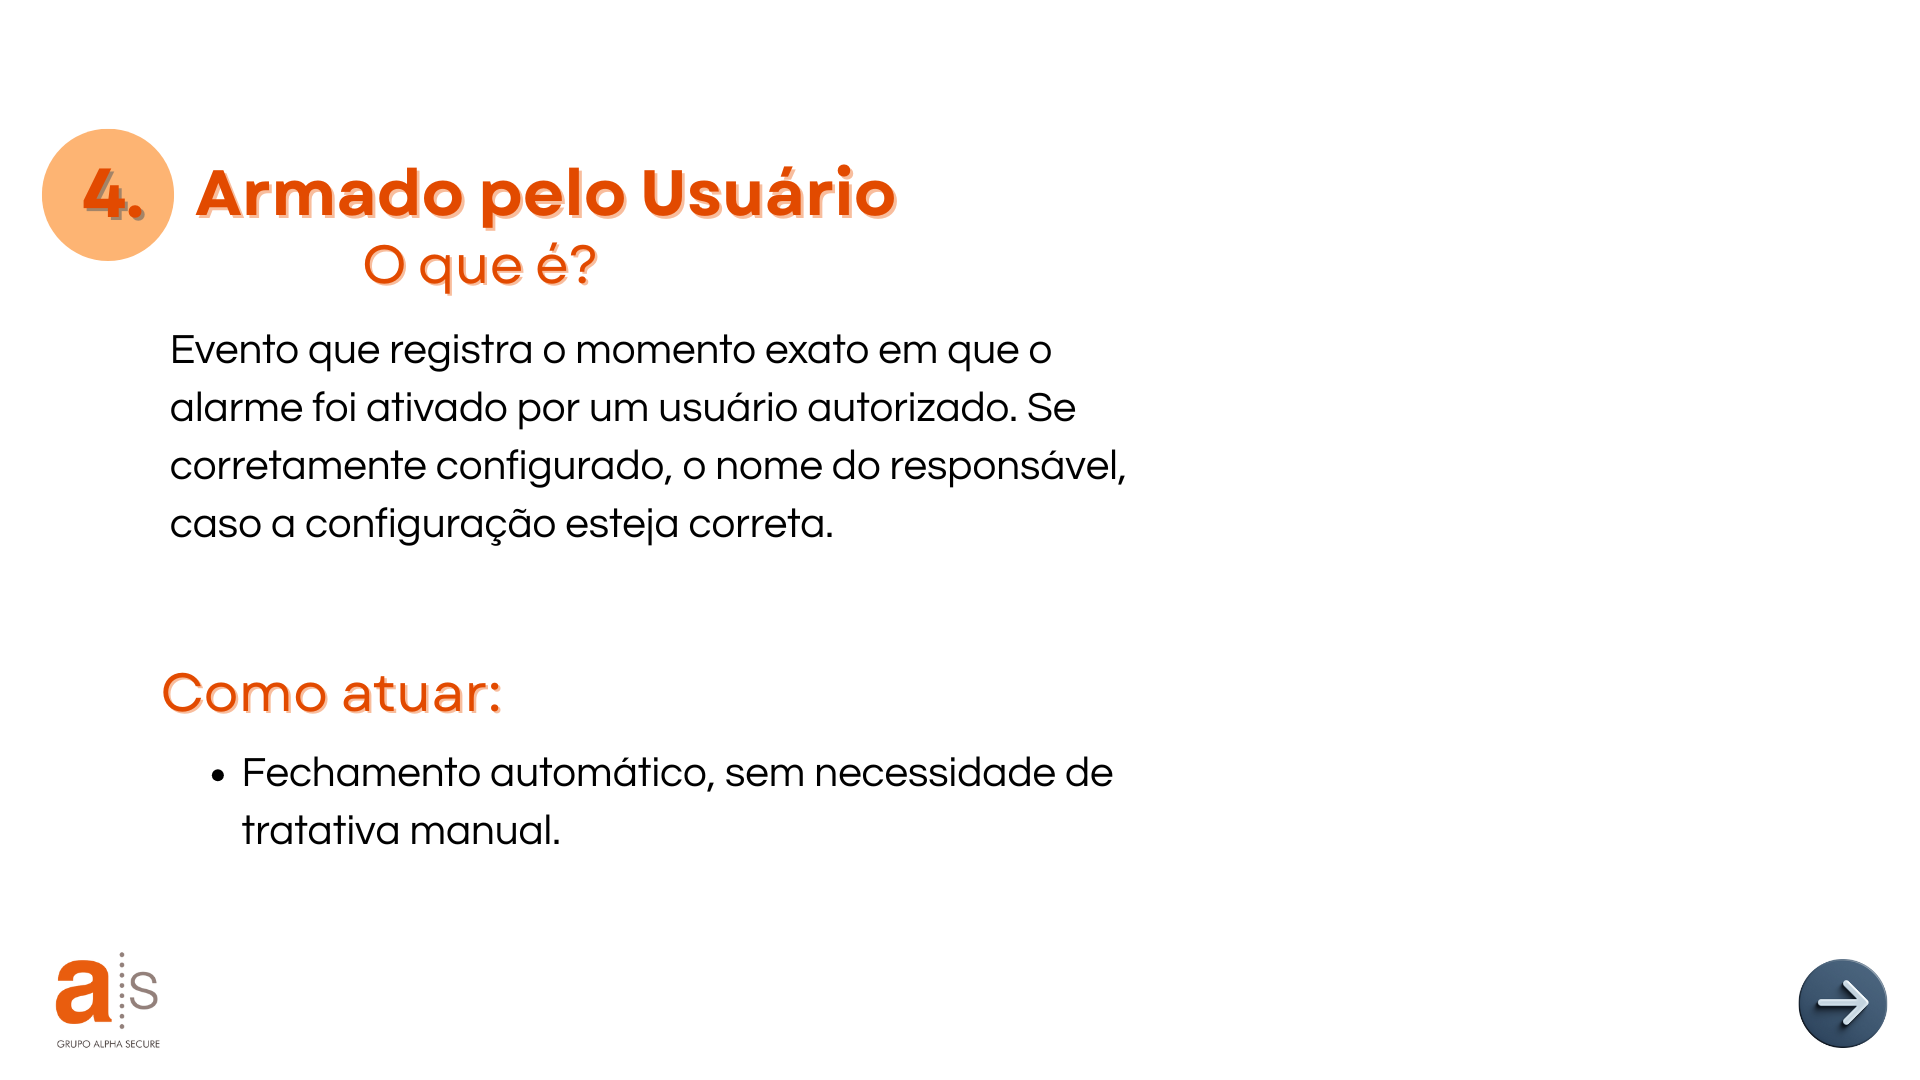 4. Armado pelo Usuário
O que é?
Evento que registra o momento exato em que o
alarme foi ativado por um usuário autorizado. Se
corretamente configurado, o nome do responsável,
caso a configuração esteja correta.
Como atuar:
• Fechamento automático, sem necessidade de
tratativa manual.
a s
GRUPO ALPHA SECURE